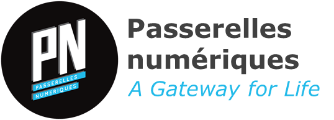 PN
PASSERELLES
NUMÉRIQUES
Passerelles
numériques
A Gateway for Life